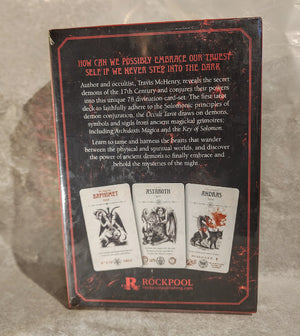 HOW CAN WE POSSIBLY EMBRACE OUR TRUEST
SELF IF WE NEVER STEP INTO THE DARK
Author and occultist, Travis McHenry, reveals the secret
demons of the 17th Century and conjures their powers
into this unique 78 divination card-set. The first tarot
deck to faithfully adhere to the Solomonic principles of
demon conjuration, the Occult Tarot draws on demons,
symbols and sigils from ancient magickal grimoires;
including Archidoxis Magica and the Key of Solomon.
Learn to tame and harness the beasts that wander
between the physical and spiritual worlds, and discover
the power of ancient demons to finally embrace and
behold the mysteries of the night.
BAPHOMET
ASTAROTH
ANDRAS
R
ROCKPOOL
rockpoolpublishing.com